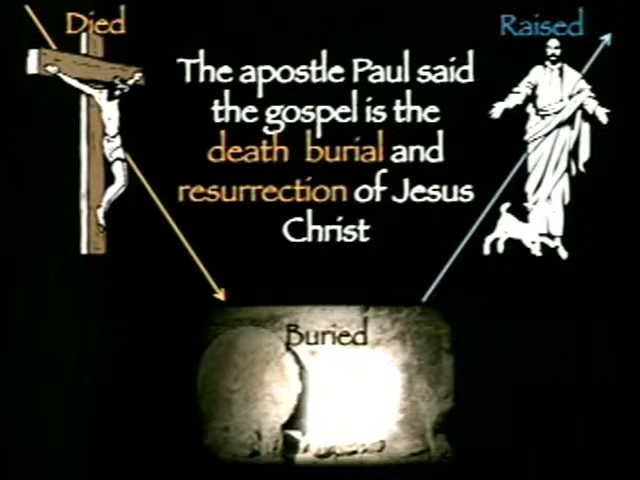 Died
Raised
The apostle Paul said
the gospel is the
death burial and
resurrection of Jesus
Christ
Buried